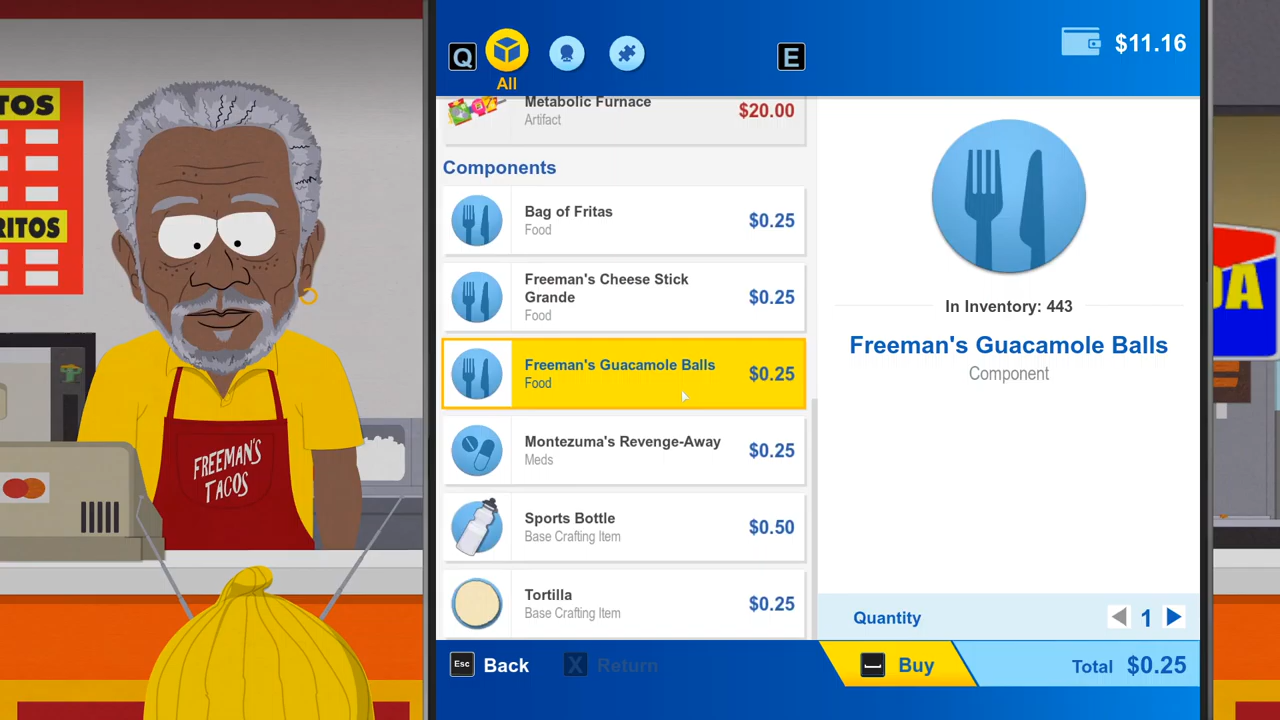 TOS
RITOS
FREEMAN'S
TACOS
DA
Q
All
E
$11.16
Metabolic Furnace
Artifact
$20.00
Components
Bag of Fritas
Food
$0.25
Freeman's Cheese Stick
Grande
Food
$0.25
Freeman's Guacamole Balls
Food
$0.25
Montezuma's Revenge-Away
Meds
$0.25
Sports Bottle
Base Crafting Item
$0.50
Tortilla
Base Crafting Item
$0.25
In Inventory: 443
Freeman's Guacamole Balls
Component
Quantity
1
Esc Back
X Return
Buy
Total $0.25